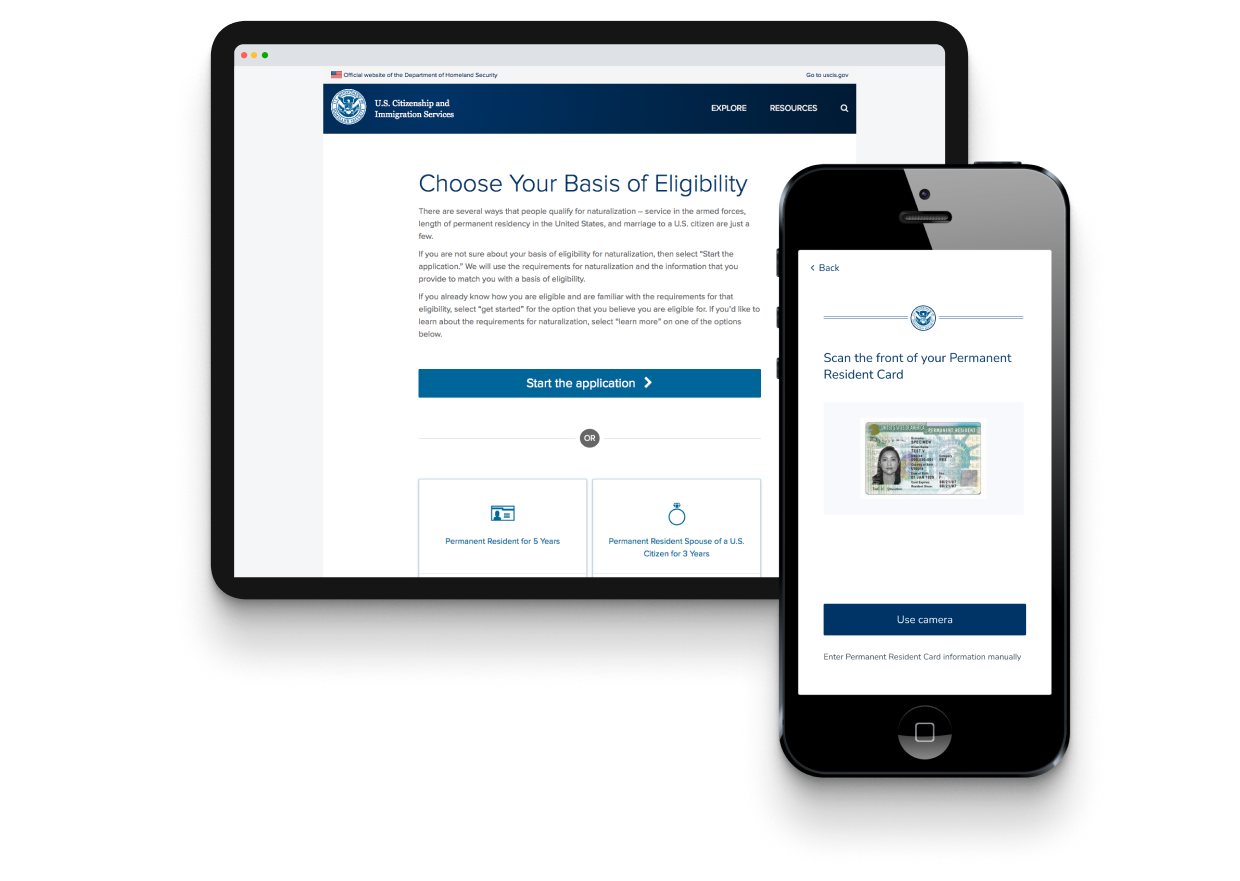 Official website of the Department of Homeland Security
Go to uscis.gov
U.S. Citizenship and
Immigration Services
EXPLORE
RESOURCES
Choose Your Basis of Eligibility
There are several ways that people qualify for naturalization – service in the armed forces,
length of permanent residency in the United States, and marriage to a U.S. citizen are just a
few.
If you are not sure about your basis of eligibility for naturalization, then select “Start the
application.” We will use the requirements for naturalization and the information that you
provide to match you with a basis of eligibility.
If you already know how you are eligible and are familiar with the requirements for that
eligibility, select “get started” for the option that you believe you are eligible for. If you’d like to
learn about the requirements for naturalization, select “learn more” on one of the options
below.
Start the application
OR
Permanent Resident for 5 Years
Permanent Resident Spouse of a U.S.
Citizen for 3 Years
Back
Scan the front of your Permanent
Resident Card
UNITED STATES OF AMERICA
PERMANENT RESIDENT
SPECIMEN
TEST V
Use camera
Enter Permanent Resident Card information manually